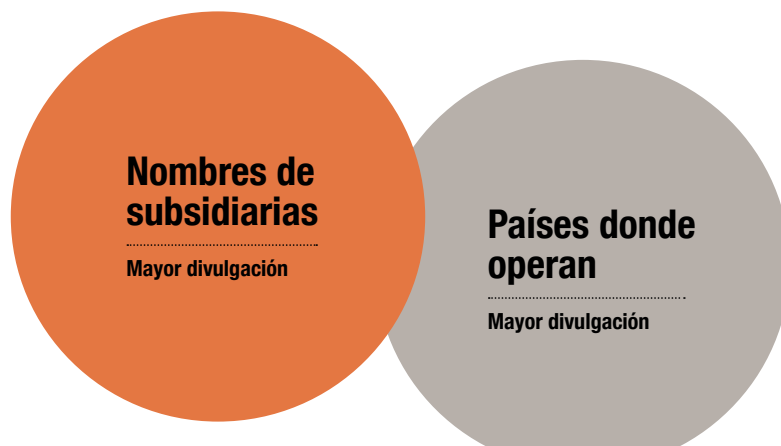 Nombres de
subsidiarias
Mayor divulgación
Países donde
operan
Mayor divulgación